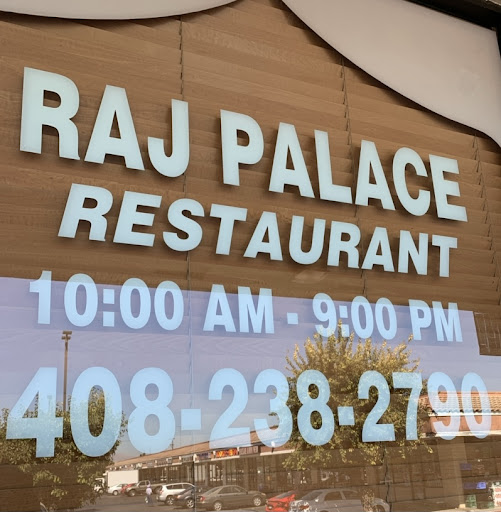 RAJ PALACE
RESTAURANT
10:00 AM - 9:00 PM
408-238-2790